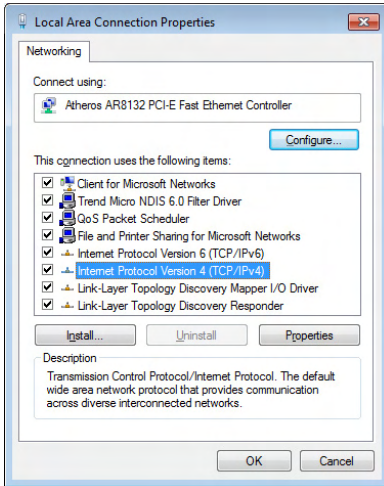 Local Area Connection Properties
Networking
Connect using:
Atheros AR8132 PCI-E Fast Ethernet Controller
Configure...
This connection uses the following items:
Client for Microsoft Networks
Trend Micro NDIS 6.0 Filter Driver
QoS Packet Scheduler
File and Printer Sharing for Microsoft Networks
Internet Protocol Version 6 (TCP/IPv6)
Internet Protocol Version 4 (TCP/IPv4)
Link-Layer Topology Discovery Mapper I/O Driver
Link-Layer Topology Discovery Responder
Install... Uninstall Properties
Description
Transmission Control Protocol/Internet Protocol. The default
wide area network protocol that provides communication
across diverse interconnected networks.
OK Cancel